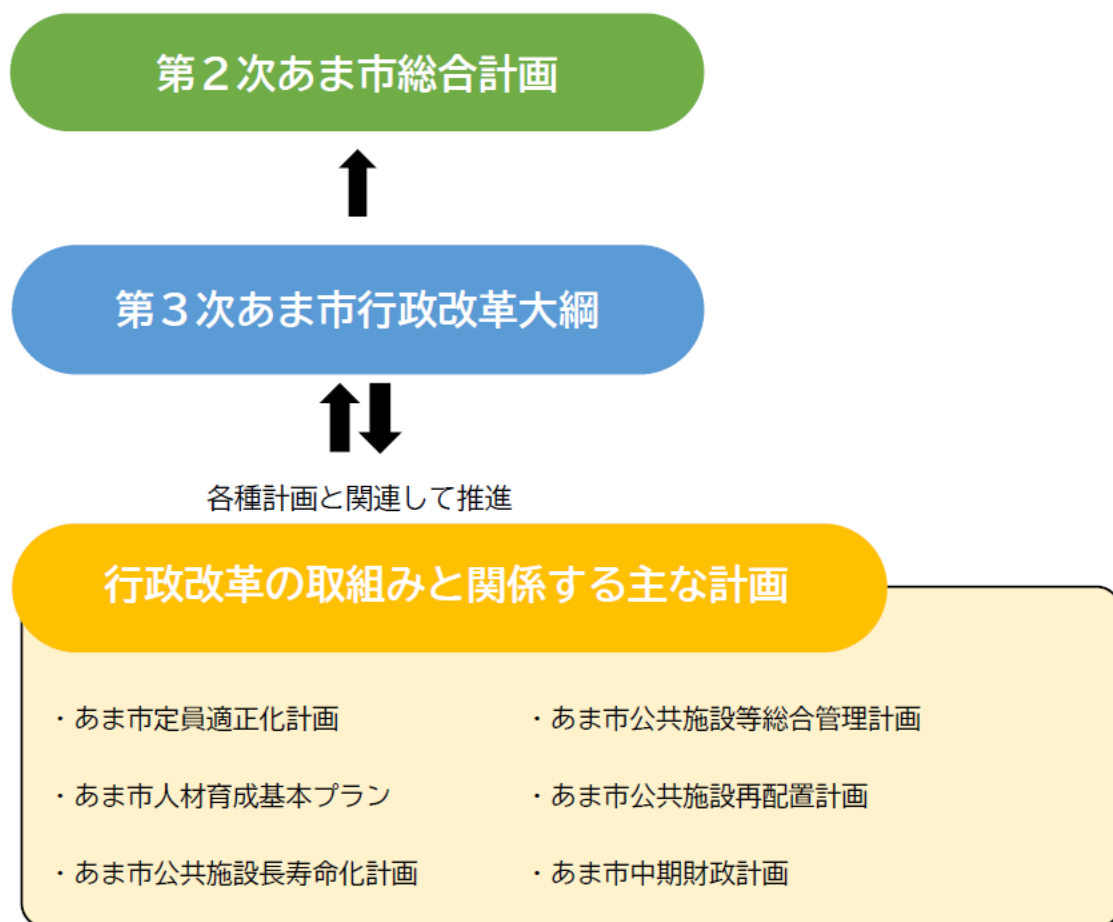 第２次あま市総合計画
第３次あま市行政改革大綱
各種計画と関連して推進
行政改革の取組みと関係する主な計画
・あま市定員適正化計画
・あま市公共施設等総合管理計画
・あま市人材育成基本プラン
・あま市公共施設再配置計画
・あま市公共施設長寿命化計画
・あま市中期財政計画